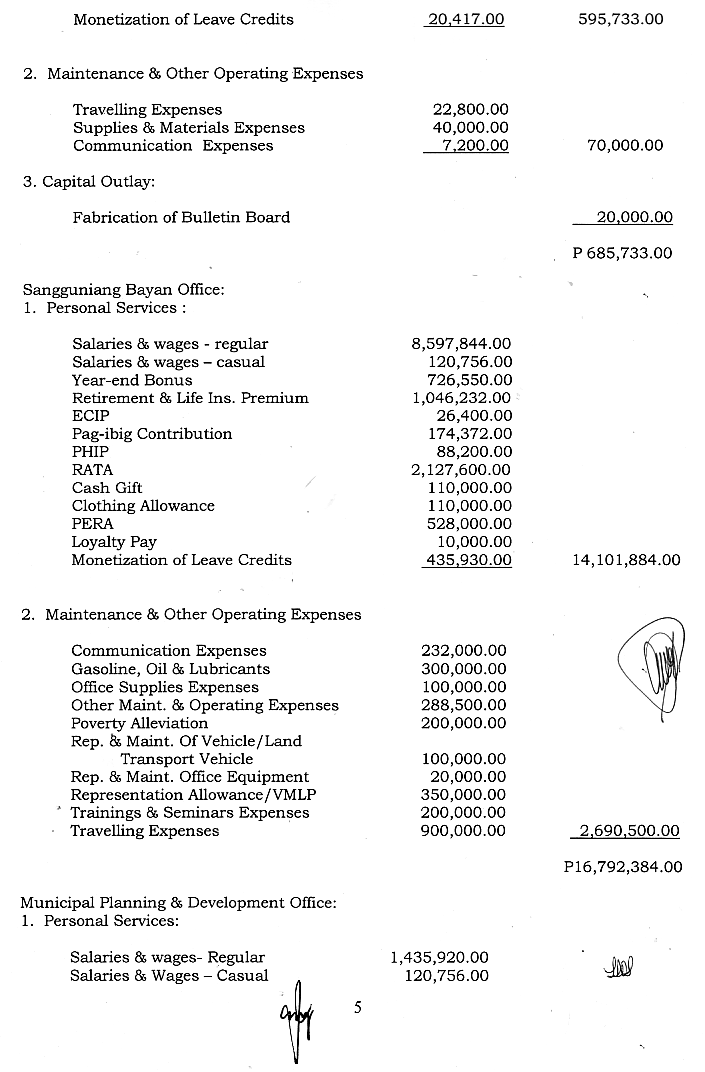 Monetization of Leave Credits 20,417.00 595,733.00
2. Maintenance & Other Operating Expenses
Travelling Expenses 22,800.00
Supplies & Materials Expenses 40,000.00
Communication Expenses 7,200.00 70,000.00
3. Capital Outlay:
Fabrication of Bulletin Board 20,000.00
P 685,733.00
Sangguniang Bayan Office:
1. Personal Services :
Salaries & wages - regular 8,597,844.00
Salaries & wages – casual 120,756.00
Year-end Bonus 726,550.00
Retirement & Life Ins. Premium 1,046,232.00
ECIP 26,400.00
Pag-ibig Contribution 174,372.00
PHIP 88,200.00
RATA 2,127,600.00
Cash Gift 110,000.00
Clothing Allowance 110,000.00
PERA 528,000.00
Loyalty Pay 10,000.00
Monetization of Leave Credits 435,930.00 14,101,884.00
2. Maintenance & Other Operating Expenses
Communication Expenses 232,000.00
Gasoline, Oil & Lubricants 300,000.00
Office Supplies Expenses 100,000.00
Other Maint. & Operating Expenses 288,500.00
Poverty Alleviation 200,000.00
Rep. & Maint. Of Vehicle/Land
Transport Vehicle 100,000.00
Rep. & Maint. Office Equipment 20,000.00
Representation Allowance/VMLP 350,000.00
Trainings & Seminars Expenses 200,000.00
Travelling Expenses 900,000.00 2,690,500.00
P16,792,384.00
Municipal Planning & Development Office:
1. Personal Services:
Salaries & wages- Regular 1,435,920.00
Salaries & Wages – Casual 120,756.00
5